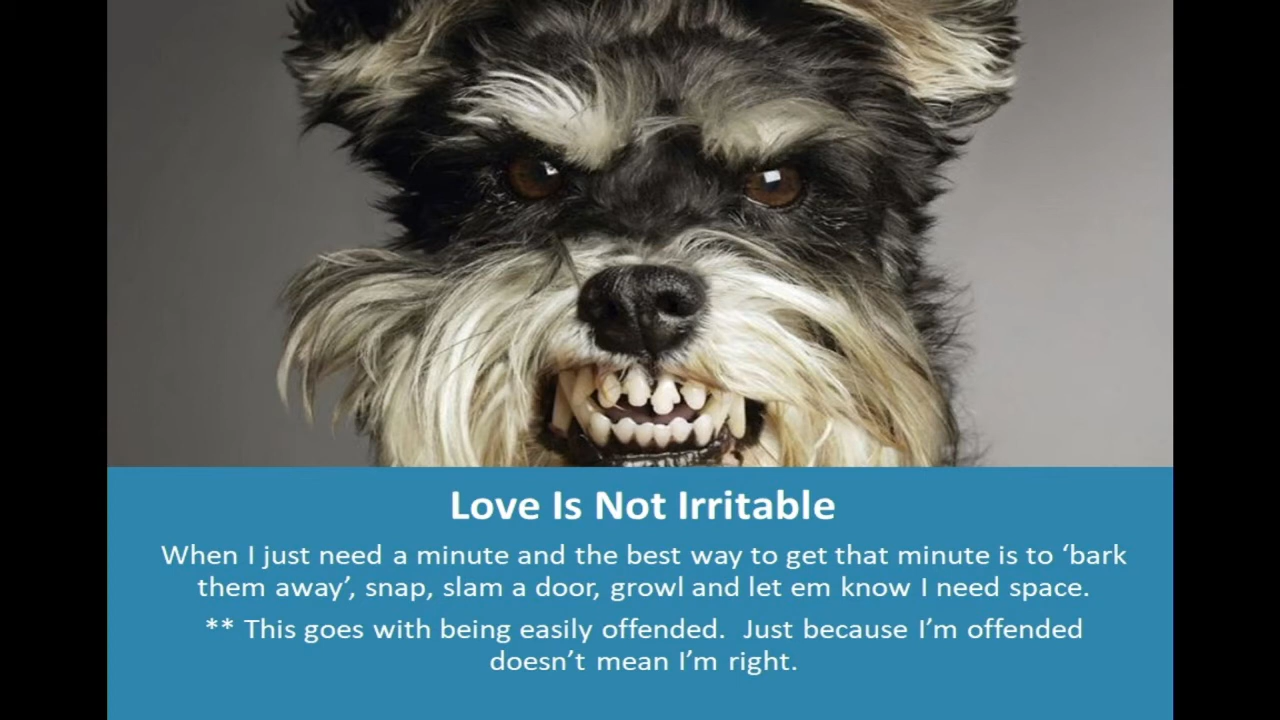 Love Is Not Irritable
When I just need a minute and the best way to get that minute is to ‘bark
them away’, snap, slam a door, growl and let em know I need space.
** This goes with being easily offended.  Just because I’m offended
doesn’t mean I’m right.